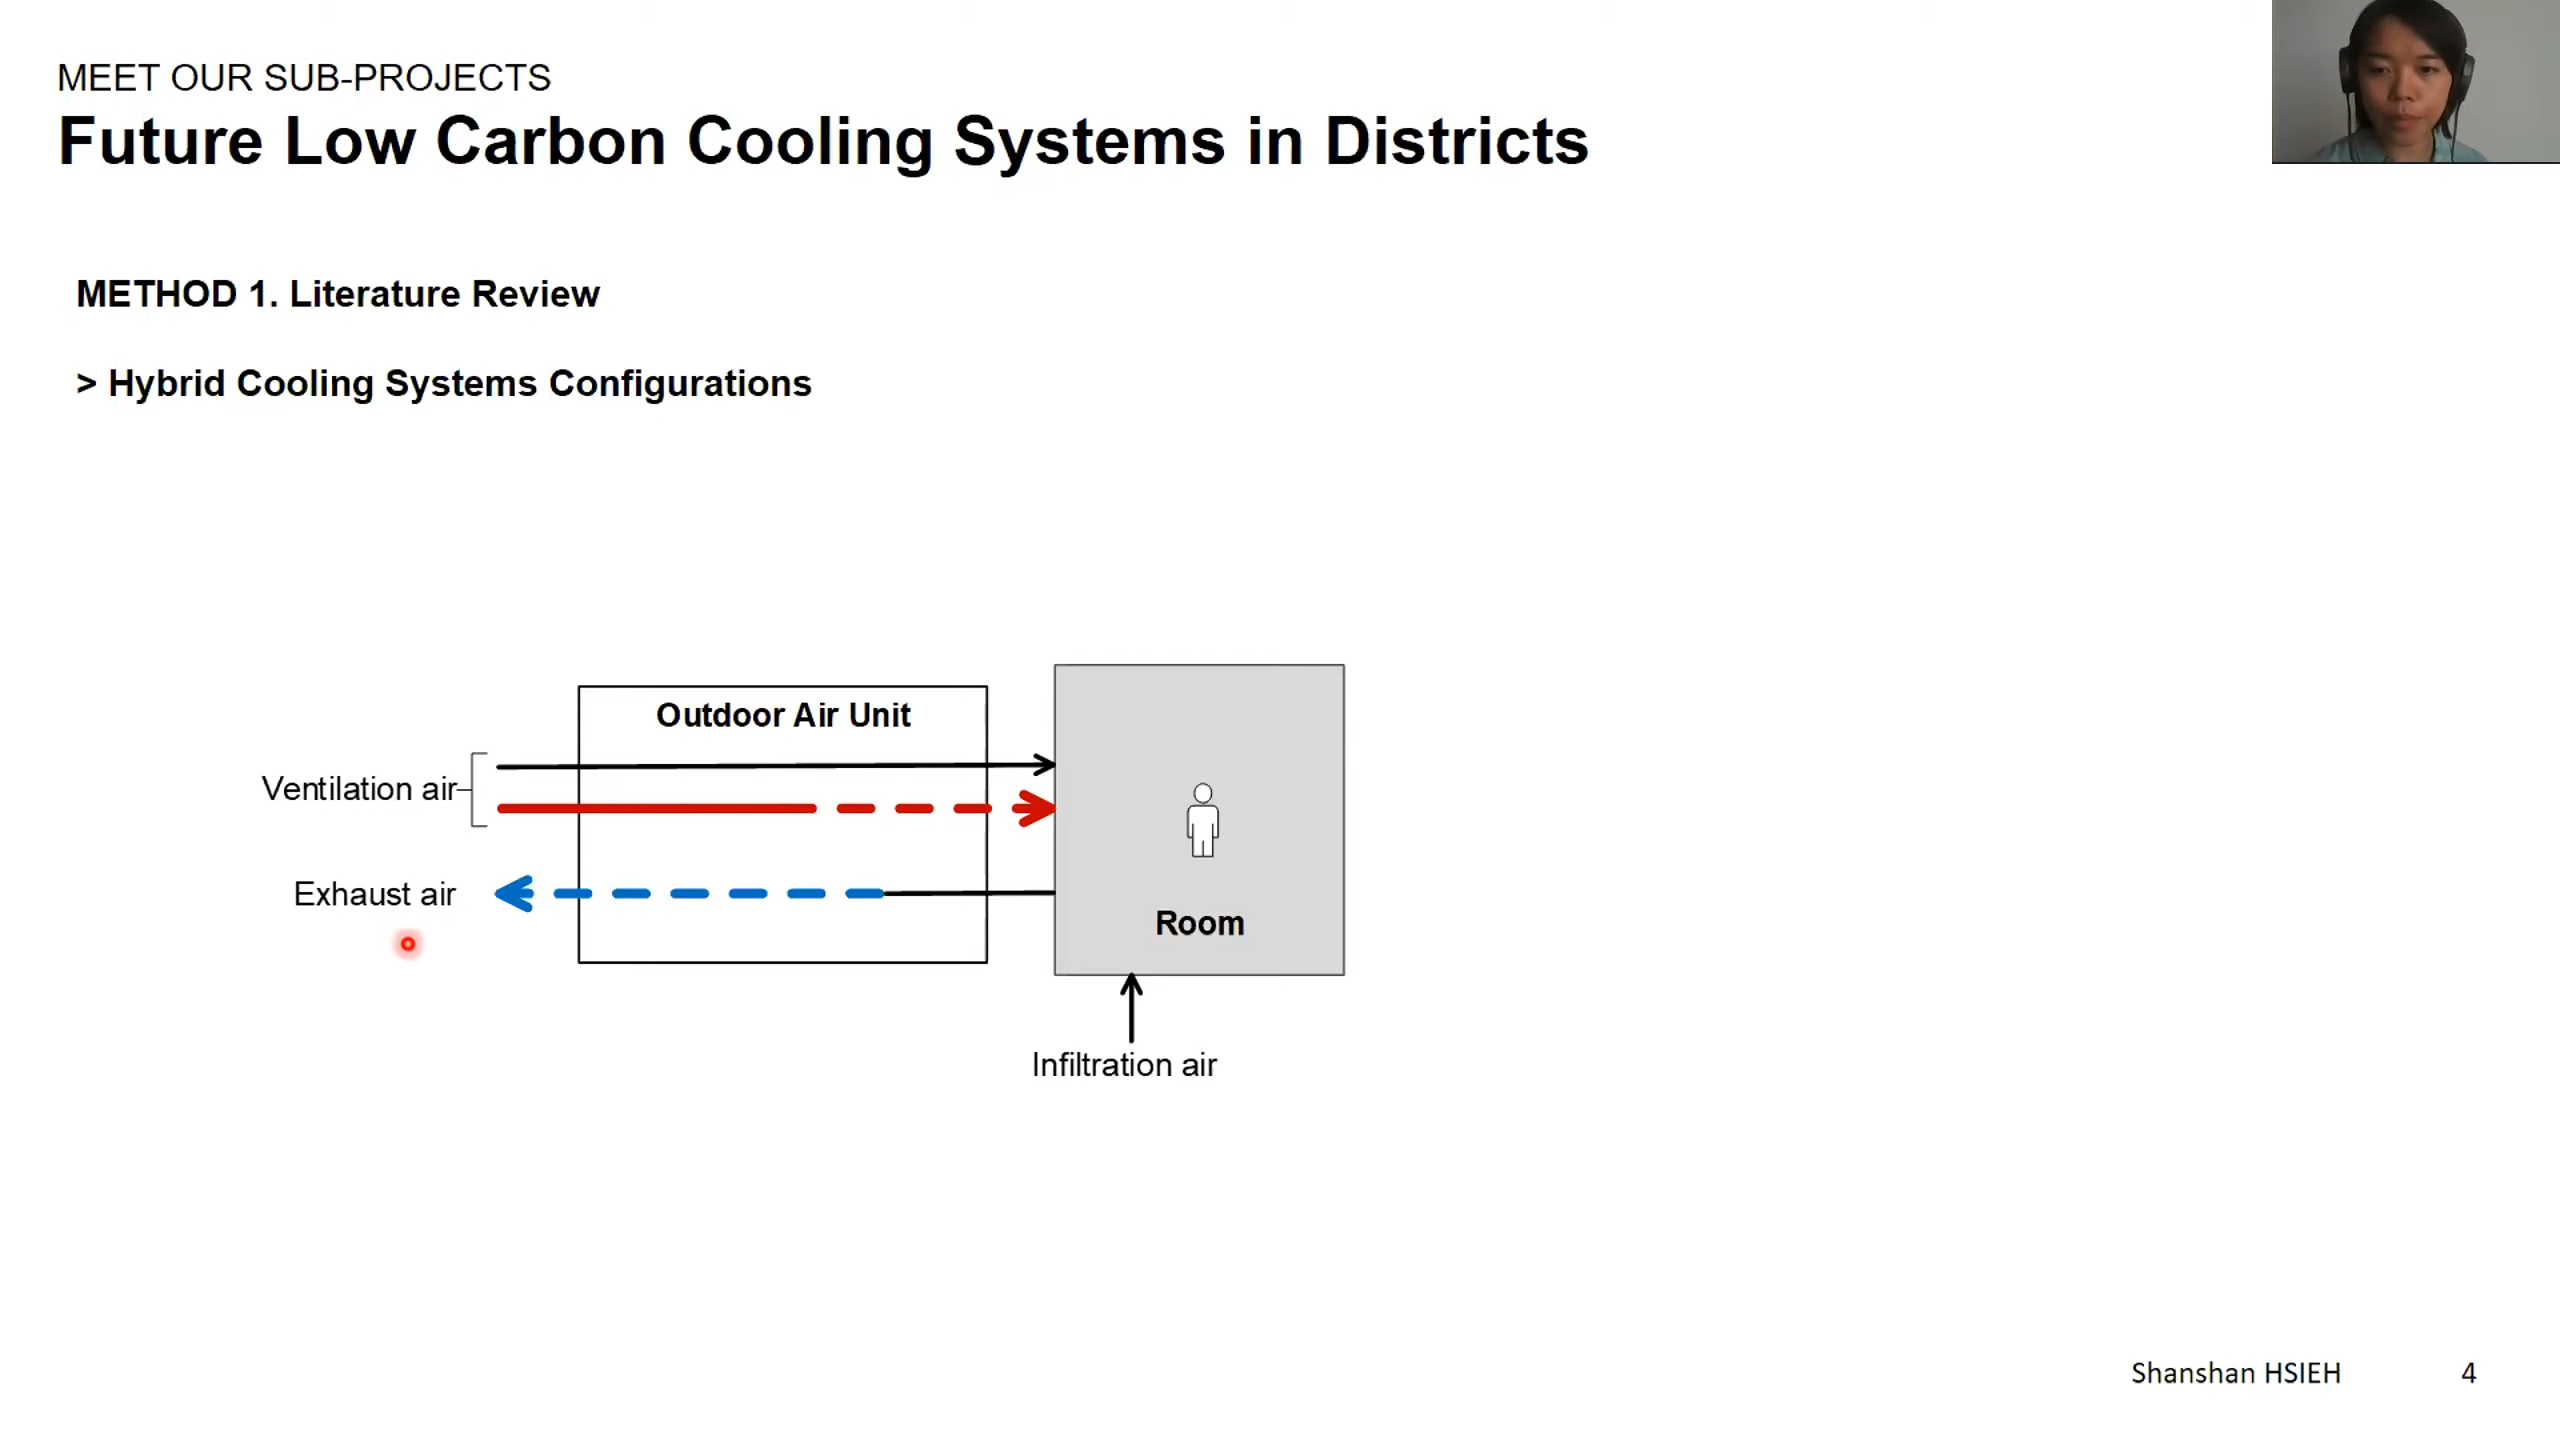 MEET OUR SUB-PROJECTS
Future Low Carbon Cooling Systems in Districts
METHOD 1. Literature Review
> Hybrid Cooling Systems Configurations
Outdoor Air Unit
Ventilation air
Exhaust air
Room
Infiltration air
Shanshan HSIEH
4